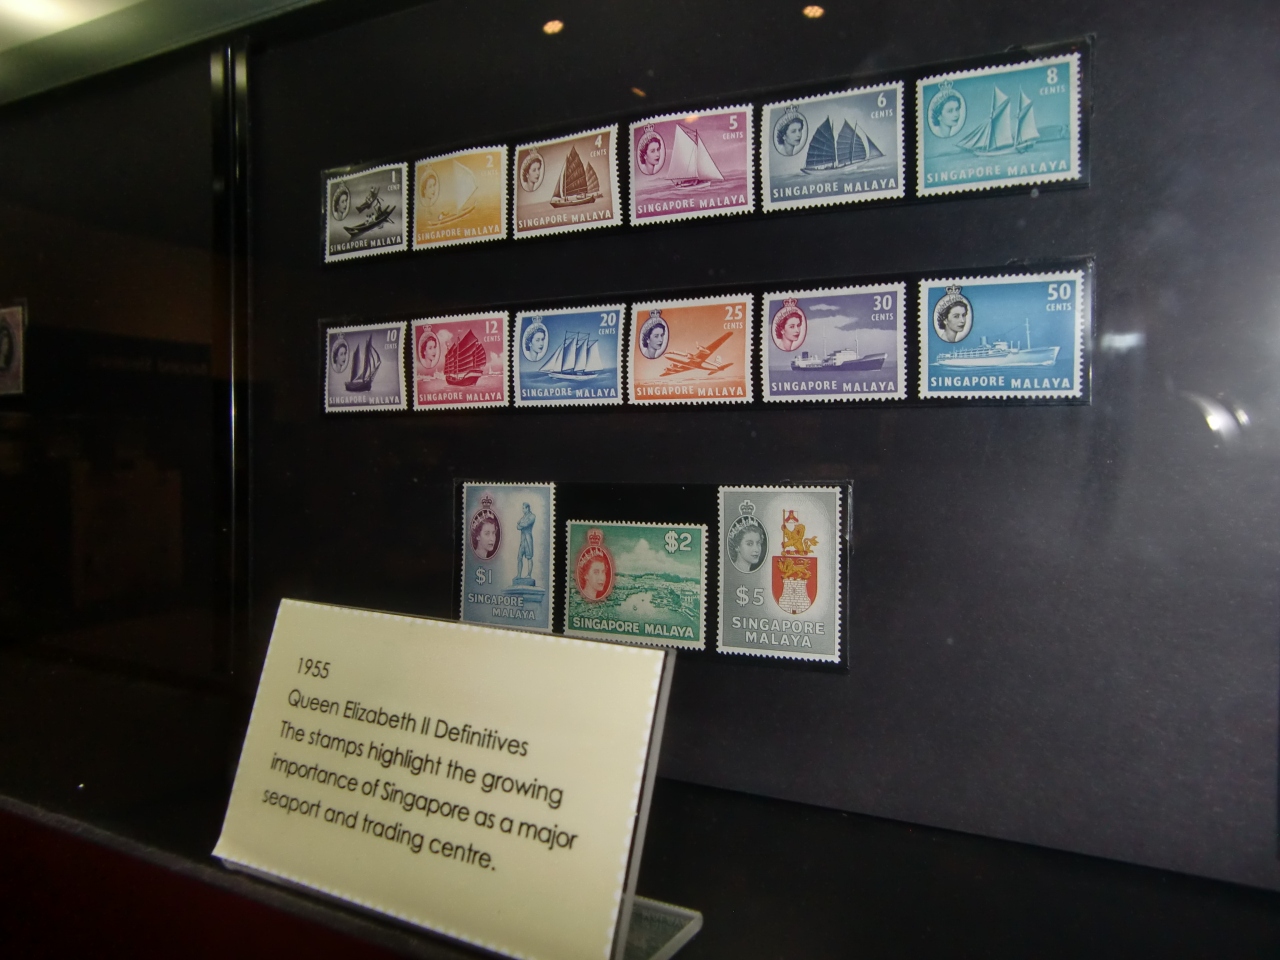 1
CENT
SINGAPORE MALAYA
2
SINGAPORE MALAYA
4
CENTS
SINGAPORE MALAYA
5
CENTS
SINGAPORE MALAYA
6
CENTS
SINGAPORE MALAYA
8
CENTS
SINGAPORE MALAYA
10
CENTS
SINGAPORE MALAYA
12
CENTS
SINGAPORE MALAYA
20
CENTS
SINGAPORE MALAYA
25
CENTS
SINGAPORE MALAYA
30
CENTS
SINGAPORE MALAYA
50
CENTS
SINGAPORE MALAYA
$1
SINGAPORE
MALAYA
$2
SINGAPORE MALAYA
$5
SINGAPORE
MALAYA
1955
Queen Elizabeth II Definitives
The stamps highlight the growing
importance of Singapore as a major
seaport and trading centre.